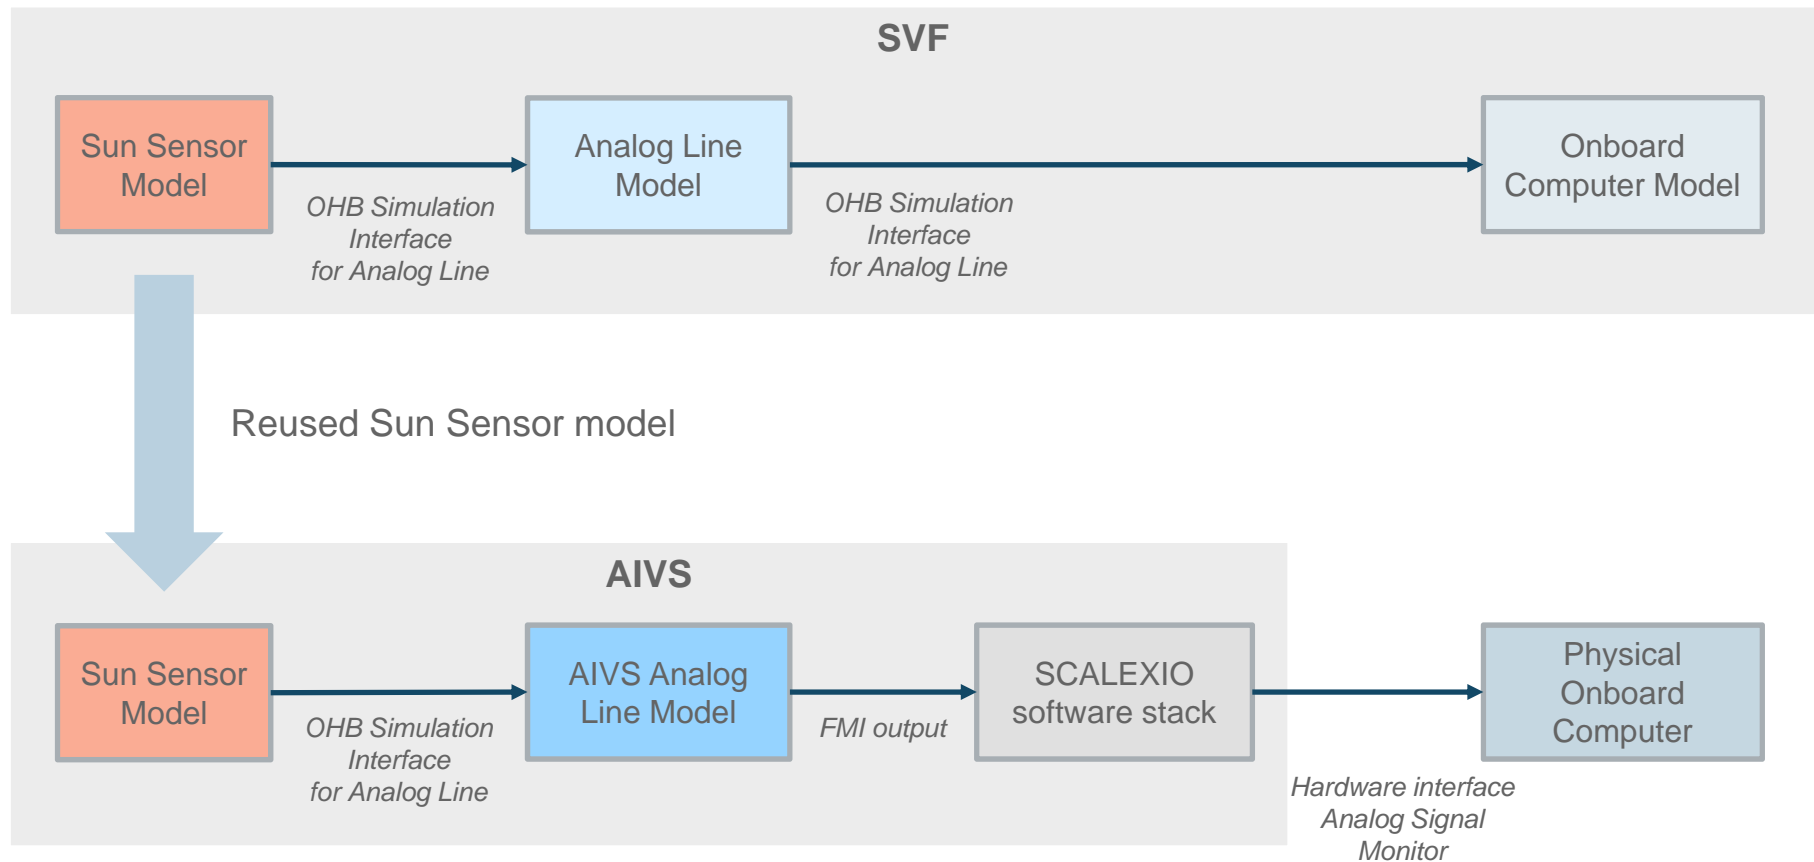 SVF
Sun Sensor
Model
OHB Simulation
Interface
for Analog Line
Analog Line
Model
OHB Simulation
Interface
for Analog Line
Onboard
Computer Model
Reused Sun Sensor model
AIVS
Sun Sensor
Model
OHB Simulation
Interface
for Analog Line
AIVS Analog
Line Model
FMI output
SCALEXIO
software stack
Hardware interface
Analog Signal
Monitor
Physical
Onboard
Computer